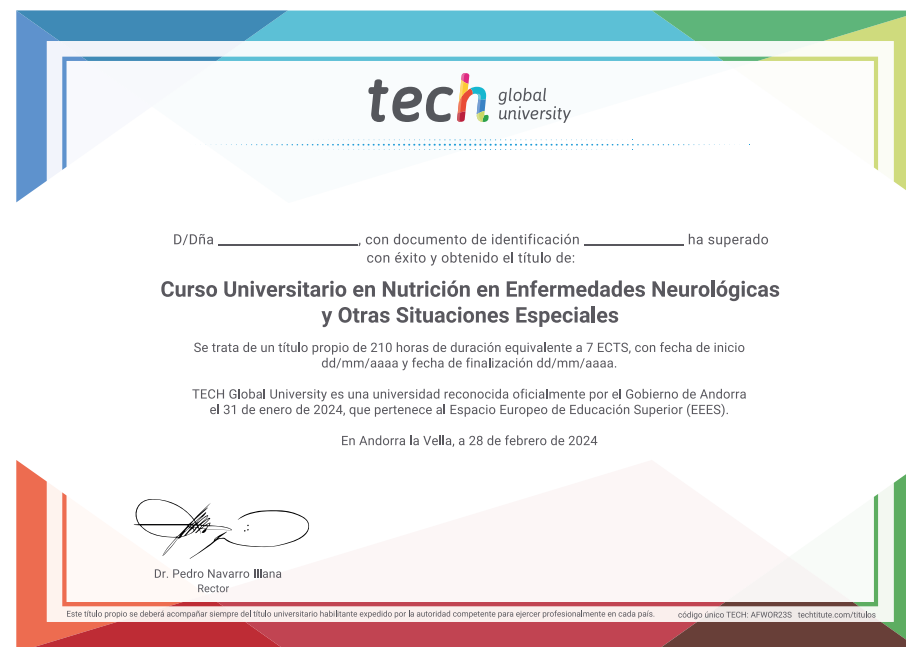 tech global university
D/Dña ____________________, con documento de identificación ______________ ha superado
con éxito y obtenido el título de:
Curso Universitario en Nutrición en Enfermedades Neurológicas
y Otras Situaciones Especiales
Se trata de un título propio de 210 horas de duración equivalente a 7 ECTS, con fecha de inicio
dd/mm/aaaa y fecha de finalización dd/mm/aaaa.
TECH Global University es una universidad reconocida oficialmente por el Gobierno de Andorra
el 31 de enero de 2024, que pertenece al Espacio Europeo de Educación Superior (EEES).
En Andorra la Vella, a 28 de febrero de 2024
Dr. Pedro Navarro Illana
Rector
Este título propio se deberá acompañar siempre del título universitario habilitante expedido por la autoridad competente para ejercer profesionalmente en cada país. código único TECH: AFWOR23S techtitute.com/titulos